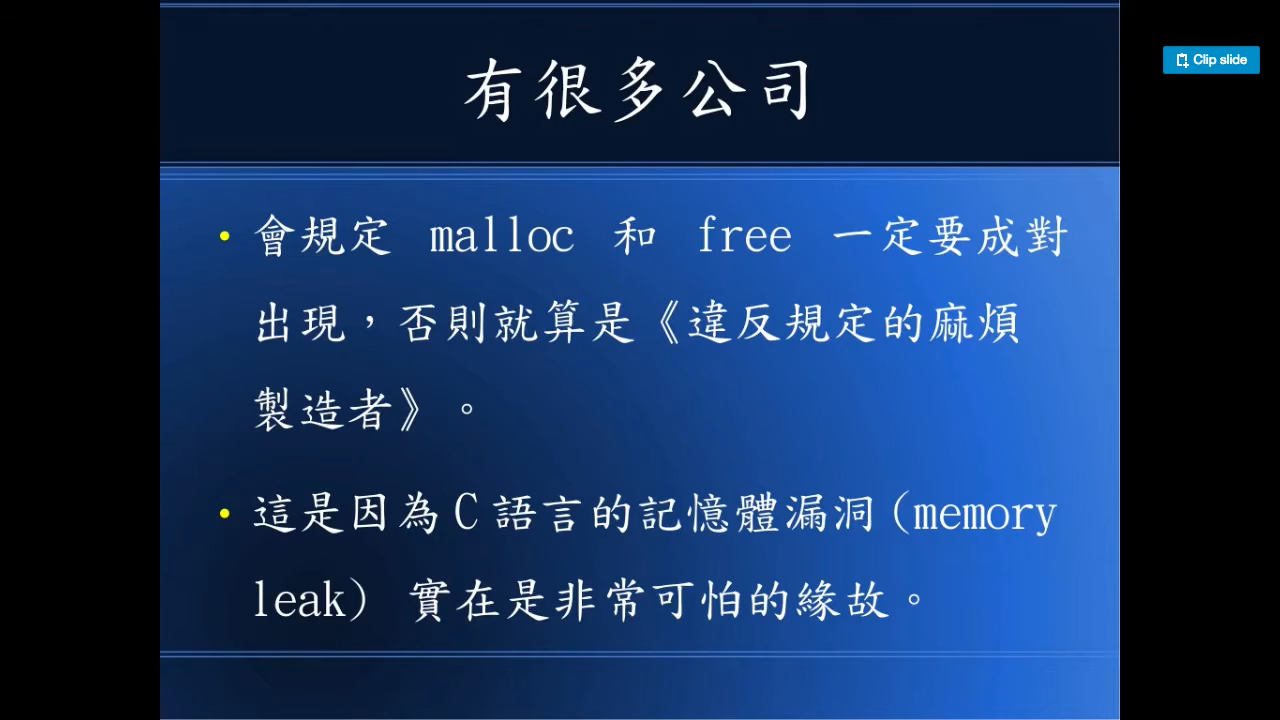 有很多公司
Clip slide
• 會規定 malloc 和 free 一定要成對
出現，否則就算是《違反規定的麻煩
製造者》。
• 這是因為C語言的記憶體漏洞(memory
leak) 實在是非常可怕的緣故。